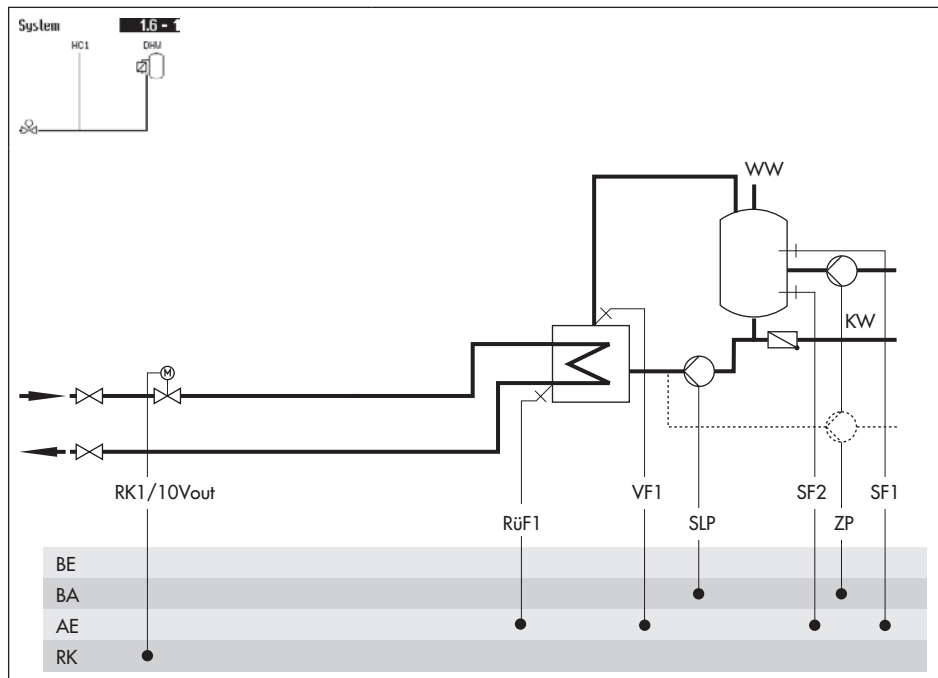 System 1.6 - 1
HC1 DHW
WW
KW
M
RK1/10Vout VF1 SF2 SF1
RüF1 SLP ZP
BE
BA
AE
RK